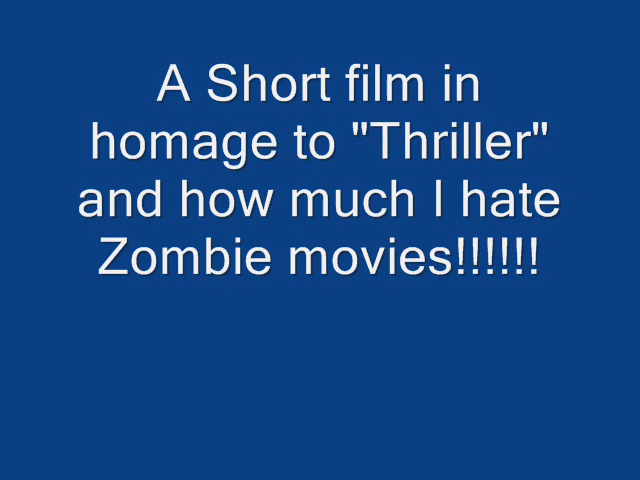 A Short film in
homage to "Thriller"
and how much I hate
Zombie movies!!!!!!